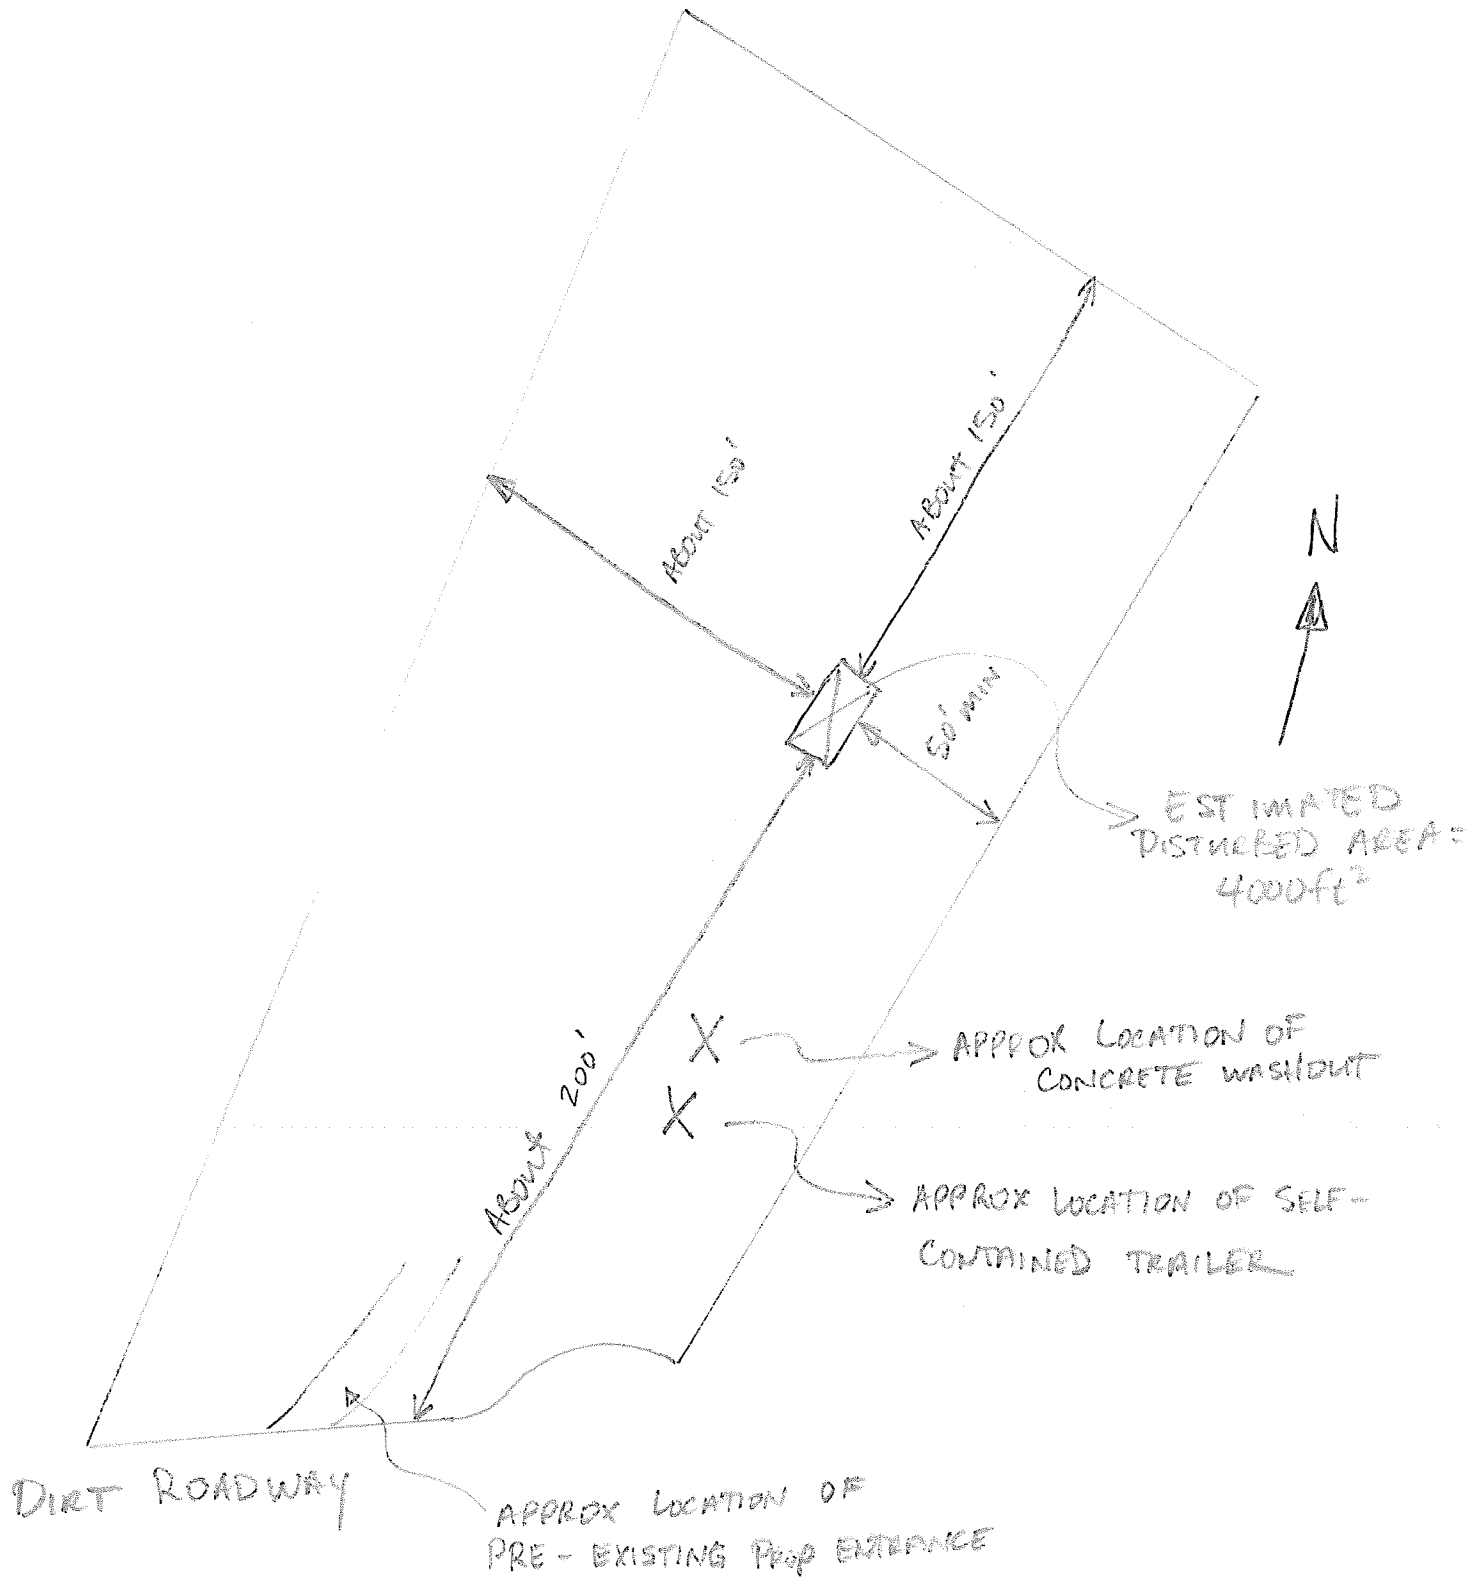 ABOUT 150'
ABOUT 150'
N
50' MIN
ESTIMATED
DISTURBED AREA=
4000ft²
ABOUT 200'
X
APPROX LOCATION OF
CONCRETE WASHOUT
X
APPROX LOCATION OF SELF-
CONTAINED TRAILER
DIRT ROADWAY
APPROX LOCATION OF
PRE-EXISTING PROP ENTRANCE